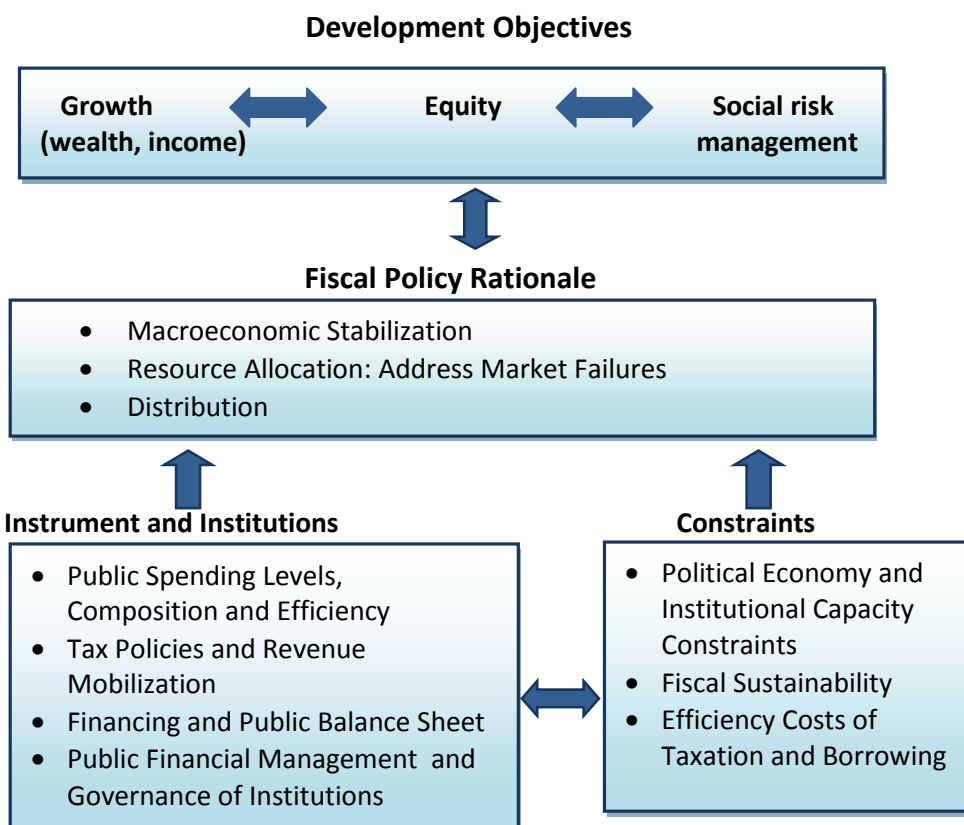 Development Objectives
Growth
(wealth, income)
Equity
Social risk
management
Fiscal Policy Rationale
• Macroeconomic Stabilization
• Resource Allocation: Address Market Failures
• Distribution
Instrument and Institutions
• Public Spending Levels,
Composition and Efficiency
• Tax Policies and Revenue
Mobilization
• Financing and Public Balance Sheet
• Public Financial Management and
Governance of Institutions
Constraints
• Political Economy and
Institutional Capacity
Constraints
• Fiscal Sustainability
• Efficiency Costs of
Taxation and Borrowing